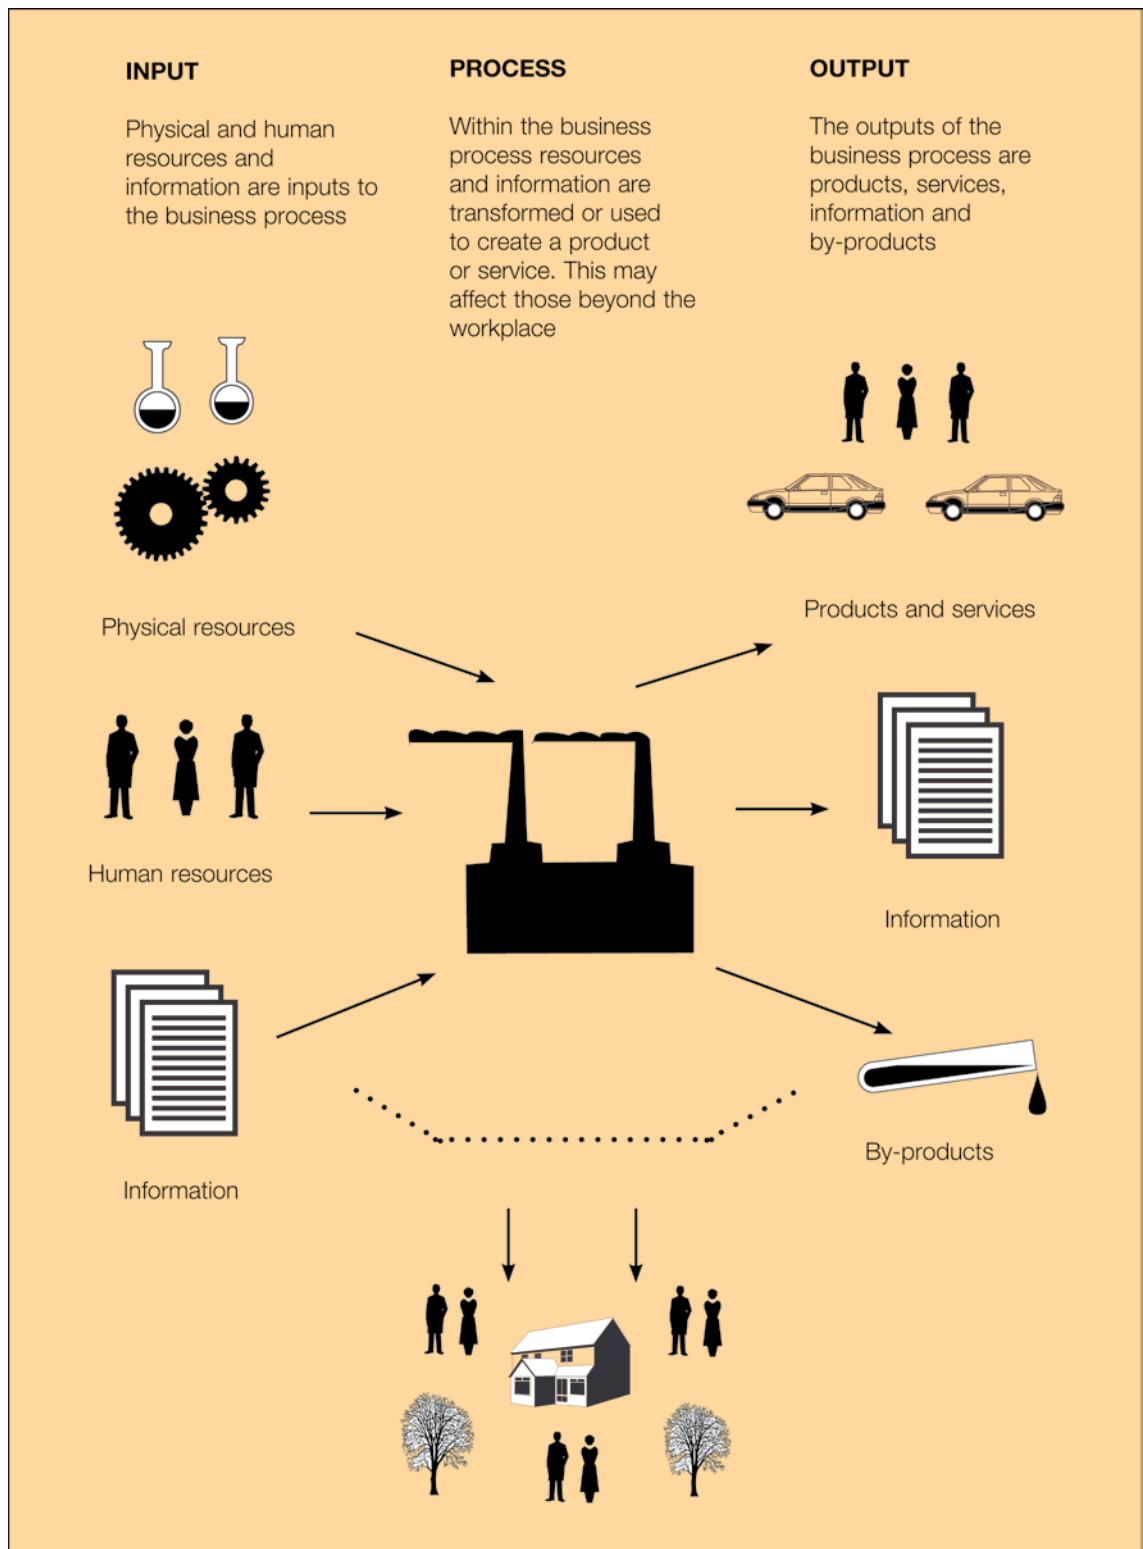 INPUT
Physical and human
resources and
information are inputs to
the business process
PROCESS
Within the business
process resources
and information are
transformed or used
to create a product
or service. This may
affect those beyond the
workplace
OUTPUT
The outputs of the
business process are
products, services,
information and
by-products
Physical resources
Human resources
Information
Products and services
Information
By-products